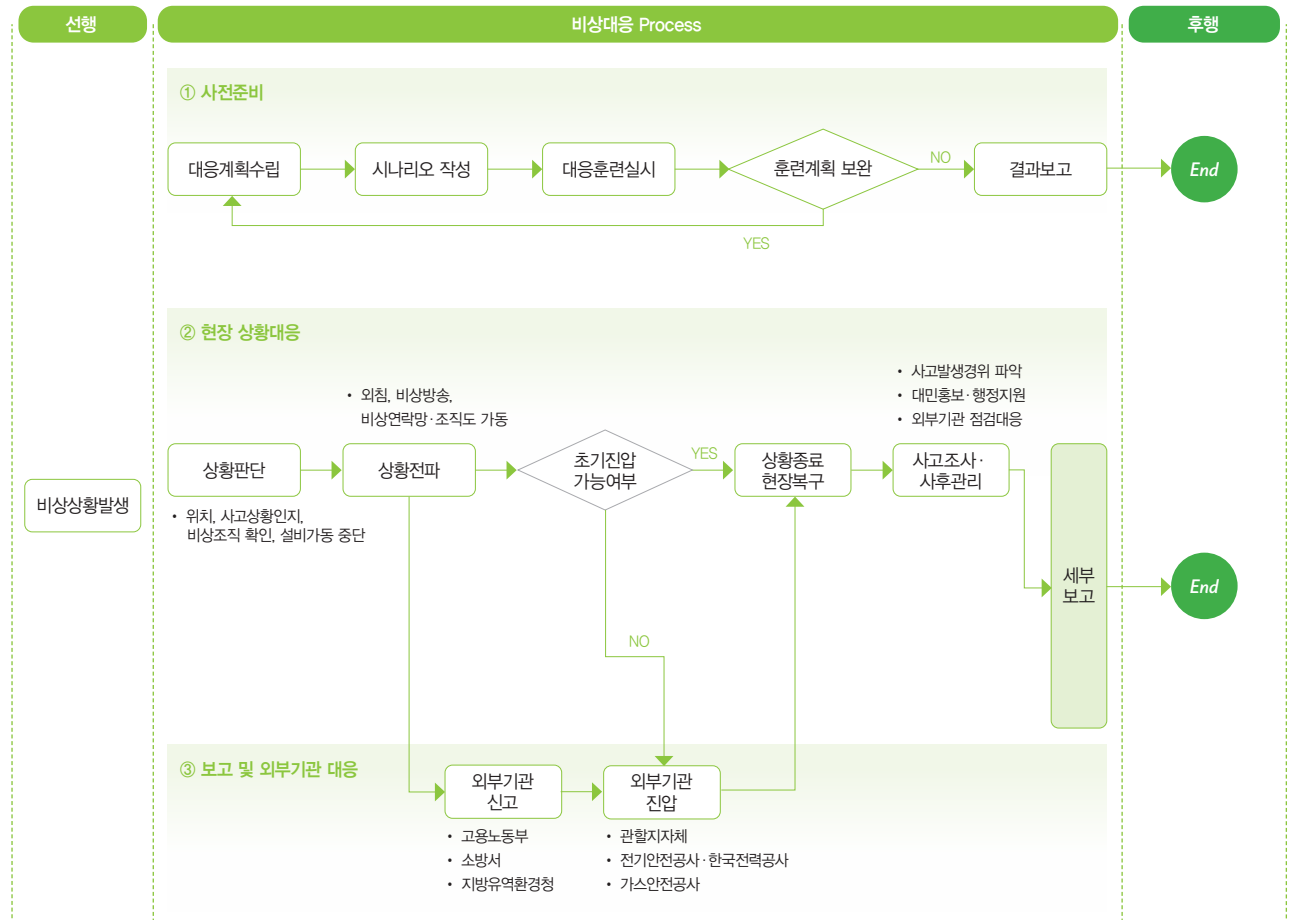 선행
비상대응 Process
후행
① 사전준비
대응계획수립
시나리오 작성
대응훈련실시
훈련계획 보완
NO
결과보고
End
YES
② 현장 상황대응
• 외침, 비상방송,
비상연락망·조직도 가동
• 사고발생경위 파악
• 대민홍보·행정지원
• 외부기관 점검대응
비상상황발생
상황판단
상황전파
초기진압
가능여부
YES
상황종료
현장복구
사고조사·
사후관리
• 위치, 사고상황인지,
비상조직 확인, 설비가동 중단
NO
세부
보고
End
③ 보고 및 외부기관 대응
외부기관
신고
외부기관
진압
• 고용노동부
• 소방서
• 지방유역환경청
• 관할지자체
• 전기안전공사·한국전력공사
• 가스안전공사